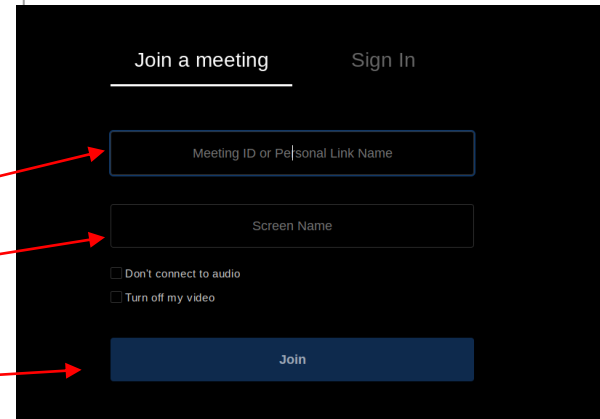 Join a meeting Sign In
Meeting ID or Personal Link Name
Screen Name
Don't connect to audio
Turn off my video
Join